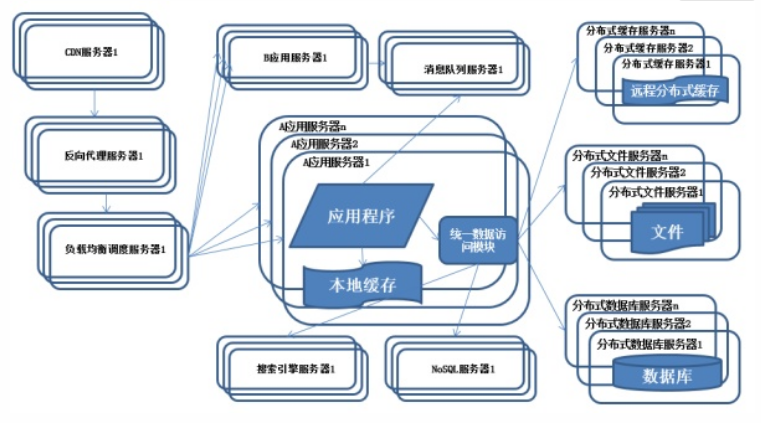 CDN服务器1
反向代理服务器1
负载均衡调度服务器1
B应用服务器1
消息队列服务器1
A应用服务器n
A应用服务器2
A应用服务器1
应用程序
本地缓存
统一数据访
问模块
搜索引擎服务器1
NoSQL服务器1
分布式缓存服务器n
分布式缓存服务器2
分布式缓存服务器1
远程分布式缓存
分布式文件服务器n
分布式文件服务器2
分布式文件服务器1
文件
分布式数据库服务器n
分布式数据库服务器2
分布式数据库服务器1
数据库